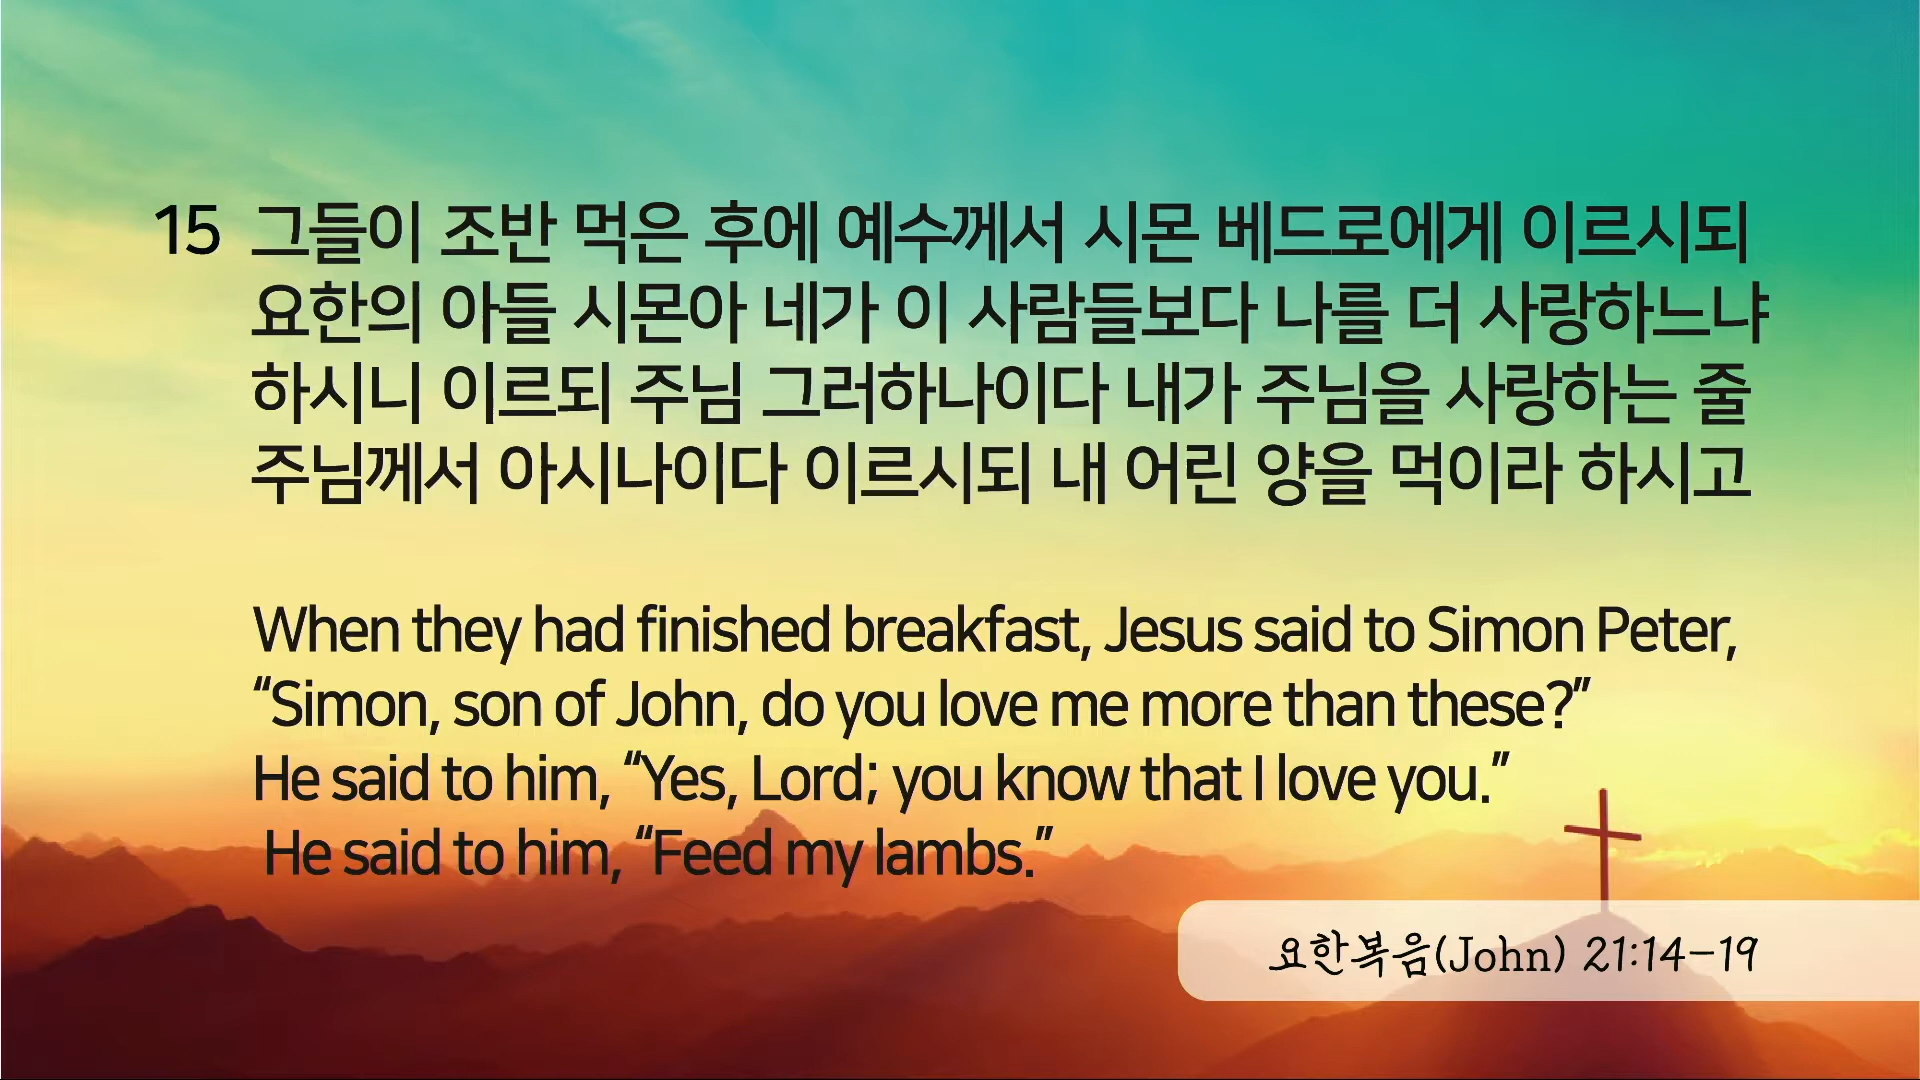 15 그들이 조반 먹은 후에 예수께서 시몬 베드로에게 이르시되
요한의 아들 시몬아 네가 이 사람들보다 나를 더 사랑하느냐
하시니 이르되 주님 그러하나이다 내가 주님을 사랑하는 줄
주님께서 아시나이다 이르시되 내 어린 양을 먹이라 하시고
When they had finished breakfast, Jesus said to Simon Peter,
“Simon, son of John, do you love me more than these?”
He said to him, “Yes, Lord; you know that I love you.”
He said to him, “Feed my lambs.”
요한복음(John) 21:14-19